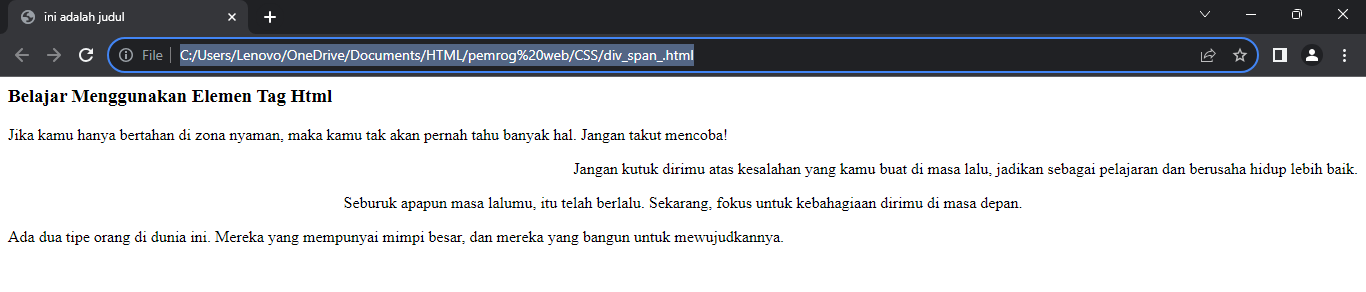 ini adalah judul
File
C:/Users/Lenovo/OneDrive/Documents/HTML/pemrog%20web/CSS/div_span_.html
Belajar Menggunakan Elemen Tag Html
Jika kamu hanya bertahan di zona nyaman, maka kamu tak akan pernah tahu banyak hal. Jangan takut mencoba!
Jangan kutuk dirimu atas kesalahan yang kamu buat di masa lalu, jadikan sebagai pelajaran dan berusaha hidup lebih baik.
Seburuk apapun masa lalumu, itu telah berlalu. Sekarang, fokus untuk kebahagiaan dirimu di masa depan.
Ada dua tipe orang di dunia ini. Mereka yang mempunyai mimpi besar, dan mereka yang bangun untuk mewujudkannya.